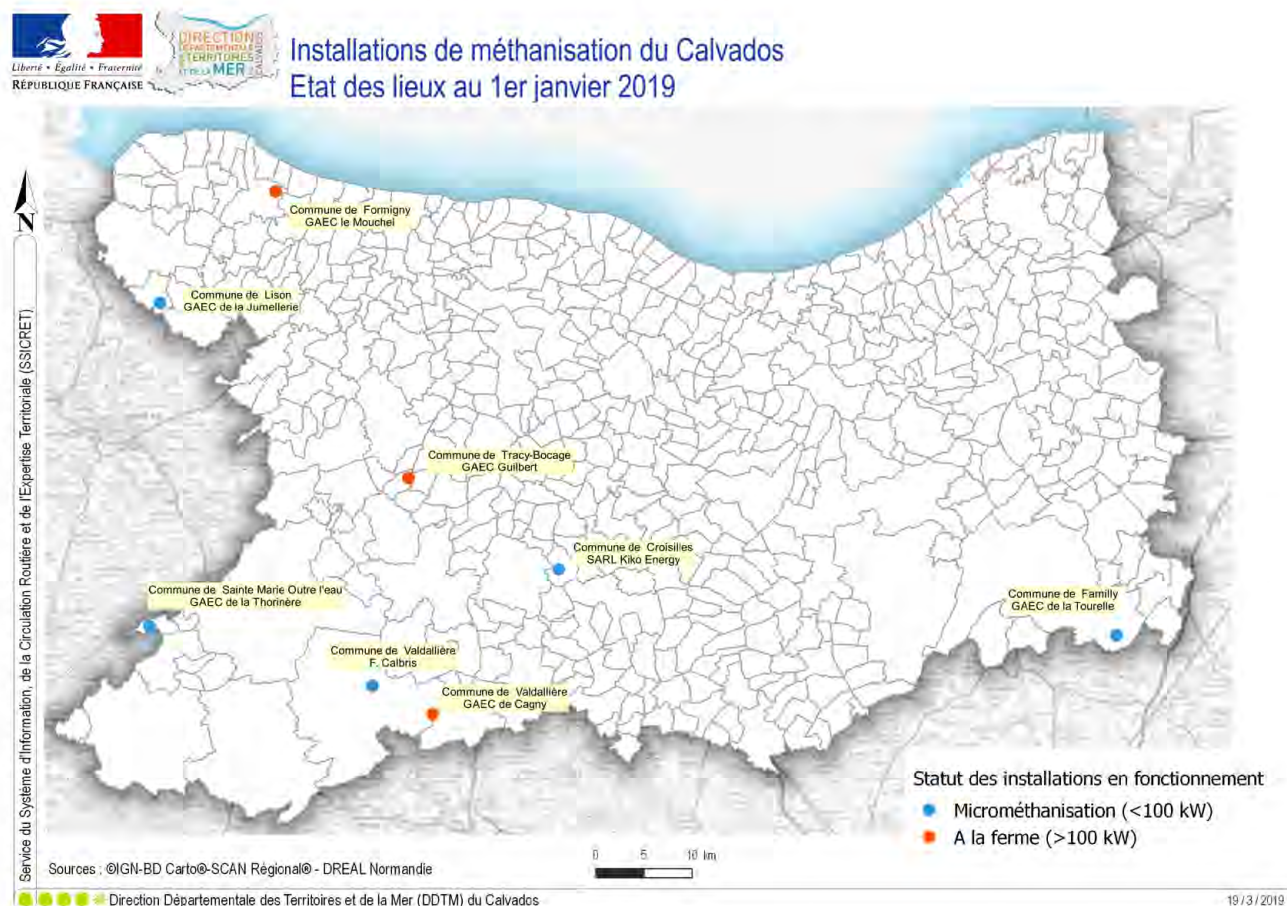 Liberté • Égalité • Fraternité
RÉPUBLIQUE FRANÇAISE
DIRECTION
DÉPARTEMENTALE
TERRITOIRES
ET DE LA MER
CALVADOS
Installations de méthanisation du Calvados
Etat des lieux au 1er janvier 2019
N
Commune de Formigny
GAEC le Mouchel
Commune de Lison
GAEC de la Jumellerie
Commune de Tracy-Bocage
GAEC Guilbert
Commune de Croisilles
SARL Kiko Energy
Commune de Sainte Marie Outre l'eau
GAEC de la Thorinère
Commune de Familly
GAEC de la Tourelle
Commune de Valdallière
F. Calbris
Commune de Valdallière
GAEC de Cagny
Statut des installations en fonctionnement
Microméthanisation (<100 kW)
A la ferme (>100 kW)
0 5 10 km
Sources : ©IGN-BD Carto®-SCAN Régional® - DREAL Normandie
Service du Système d'Information, de la Circulation Routière et de l'Expertise Territoriale (SSICRET)
Direction Départementale des Territoires et de la Mer (DDTM) du Calvados
19/3/2019